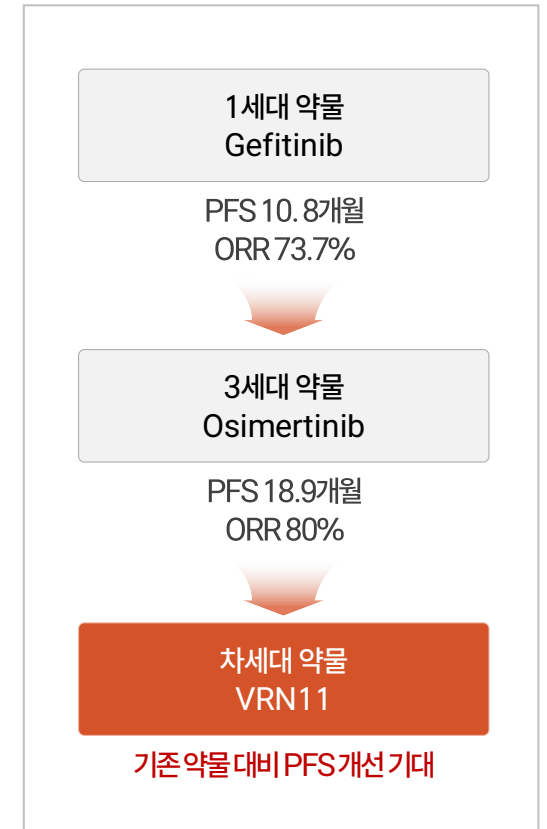 1세대 약물
Gefitinib
PFS 10. 8개월
ORR 73.7%
3세대 약물
Osimertinib
PFS 18.9개월
ORR 80%
차세대 약물
VRN11
기존 약물 대비 PFS 개선 기대